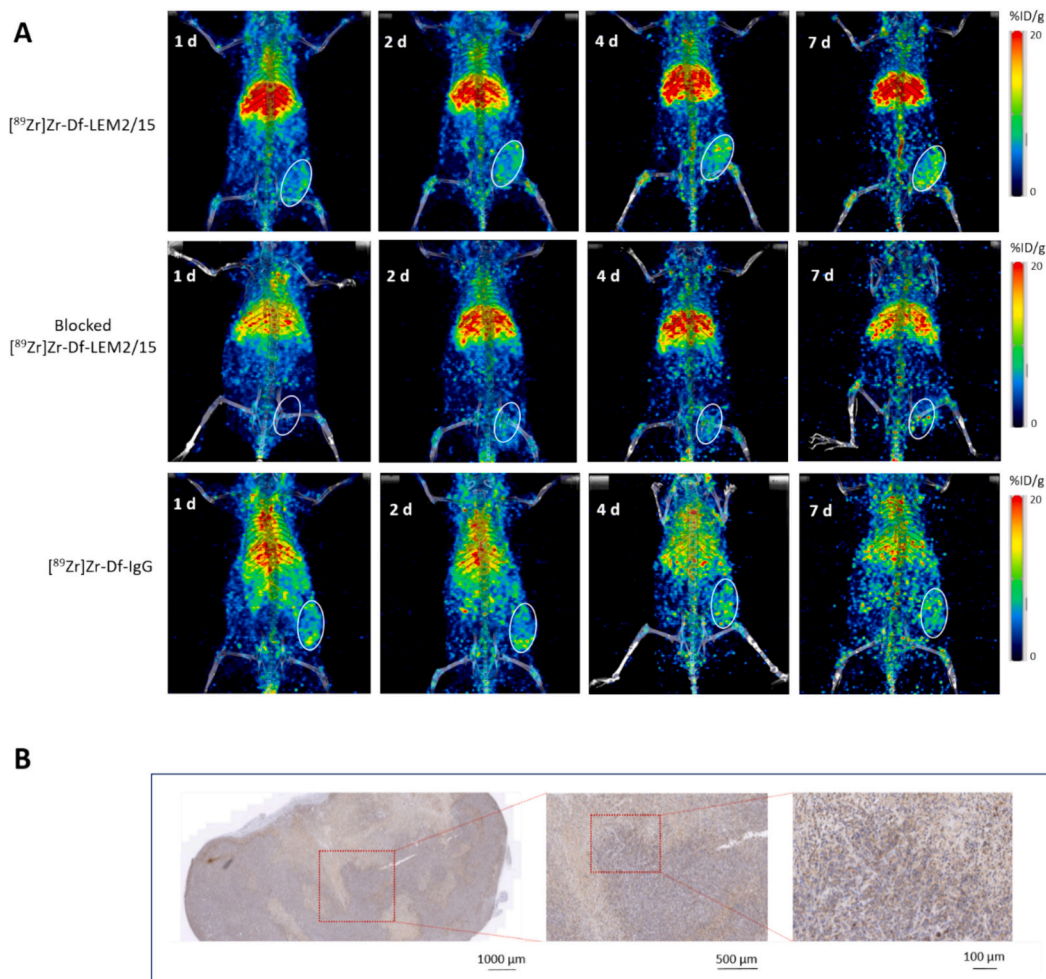 A
1 d
2 d
4 d
7 d
%ID/g
20
0
[⁸⁹Zr]Zr-Df-LEM2/15
1 d
2 d
4 d
7 d
%ID/g
20
0
Blocked
[⁸⁹Zr]Zr-Df-LEM2/15
1 d
2 d
4 d
7 d
%ID/g
20
0
[⁸⁹Zr]Zr-Df-IgG
B
1000 µm
500 µm
100 µm